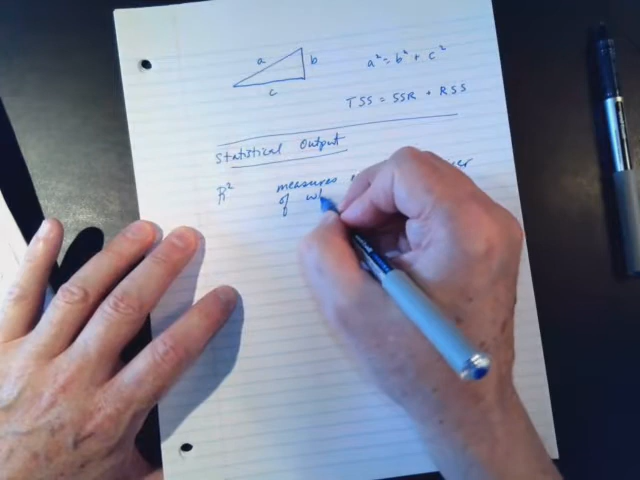 a
b
c
a² = b² + c²
TSS = SSR + RSS
Statistical Output
R² measures
of